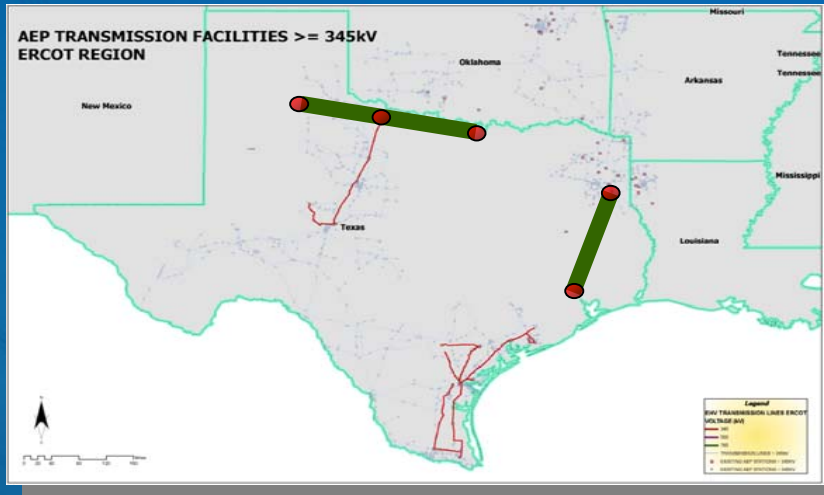 AEP TRANSMISSION FACILITIES >= 345kV
ERCOT REGION
Missouri
Oklahoma
Tennessee
Tennessee
Arkansas
New Mexico
Mississippi
Texas
Louisiana
Legend
EHV TRANSMISSION LINES ERCOT
VOLTAGE (kV)
345
500
765